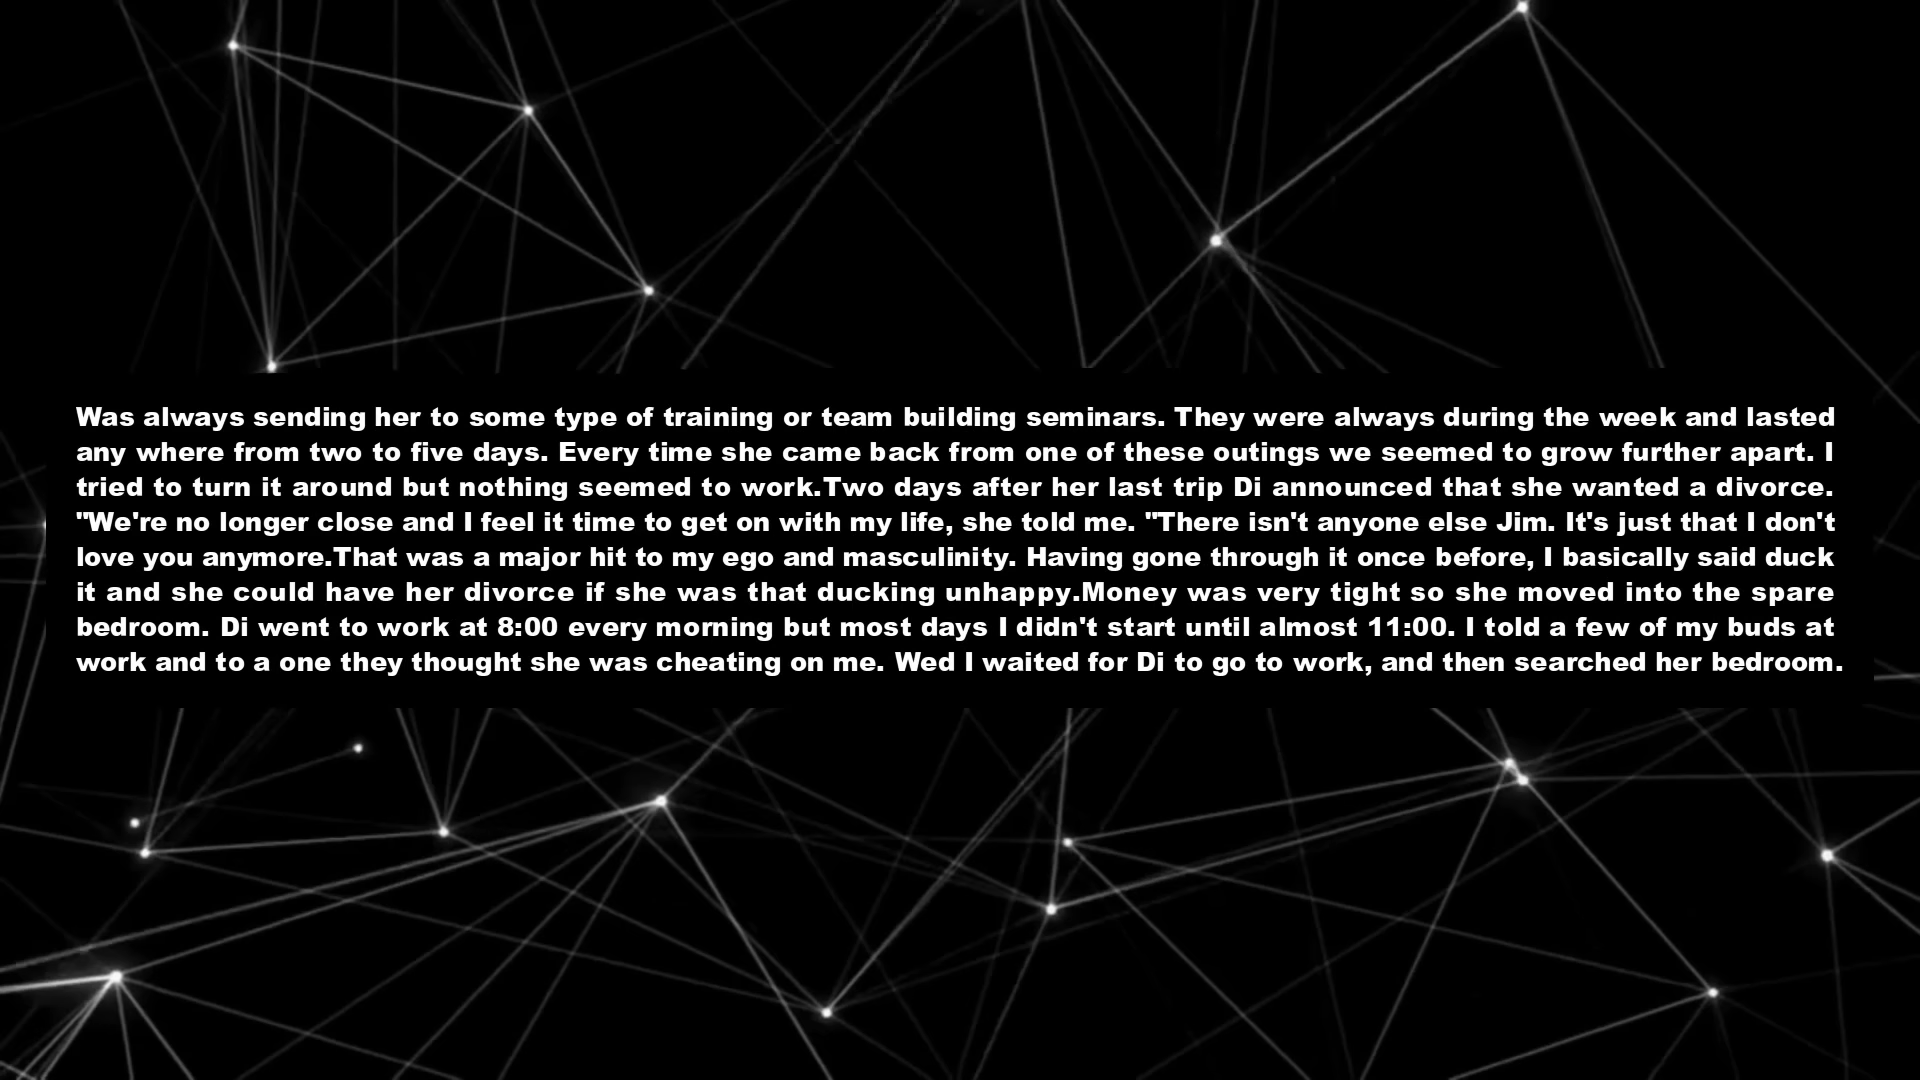 Was always sending her to some type of training or team building seminars. They were always during the week and lasted
any where from two to five days. Every time she came back from one of these outings we seemed to grow further apart. I
tried to turn it around but nothing seemed to work.Two days after her last trip Di announced that she wanted a divorce.
"We're no longer close and I feel it time to get on with my life, she told me. "There isn't anyone else Jim. It's just that I don't
love you anymore.That was a major hit to my ego and masculinity. Having gone through it once before, I basically said duck
it and she could have her divorce if she was that ducking unhappy.Money was very tight so she moved into the spare
bedroom. Di went to work at 8:00 every morning but most days I didn't start until almost 11:00. I told a few of my buds at
work and to a one they thought she was cheating on me. Wed I waited for Di to go to work, and then searched her bedroom.